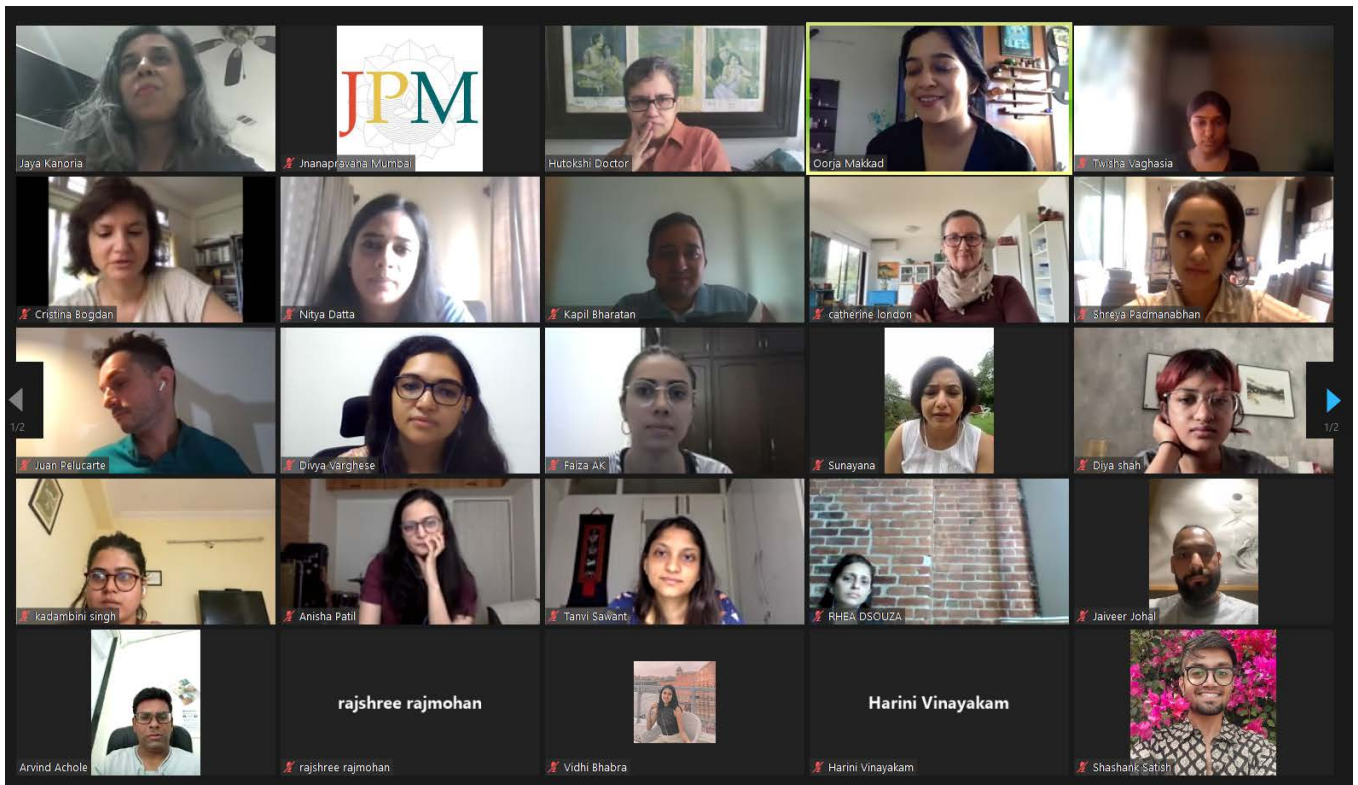 JPM
Jaya Kanoria
Jnanapravaha Mumbai
Hutokshi Doctor
Oorja Makkad
Twisha Vaghasia
Cristina Bogdan
Nitya Datta
Kapil Bharatan
catherine london
Shreya Padmanabhan
1/2
1/2
Juan Pelucarte
Divya Varghese
Faiza AK
Sunayana
Diya shah
kadambini singh
Anisha Patil
Tanvi Sawant
RHEA DSOUZA
Jaiveer Johal
rajshree rajmohan
Harini Vinayakam
Arvind Achole
rajshree rajmohan
Vidhi Bhabra
Harini Vinayakam
Shashank Satish